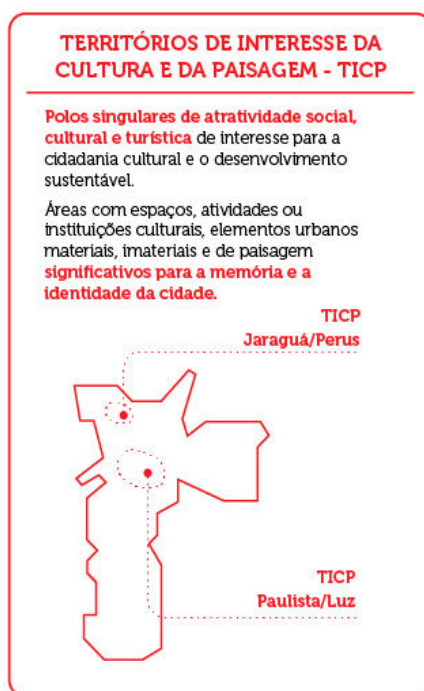 TERRITÓRIOS DE INTERESSE DA
CULTURA E DA PAISAGEM - TICP
Polos singulares de atratividade social,
cultural e turística de interesse para a
cidadania cultural e o desenvolvimento
sustentável.
Áreas com espaços, atividades ou
instituições culturais, elementos urbanos
materiais, imateriais e de paisagem
significativos para a memória e a
identidade da cidade.
TICP
Jaraguá/Perus
TICP
Paulista/Luz